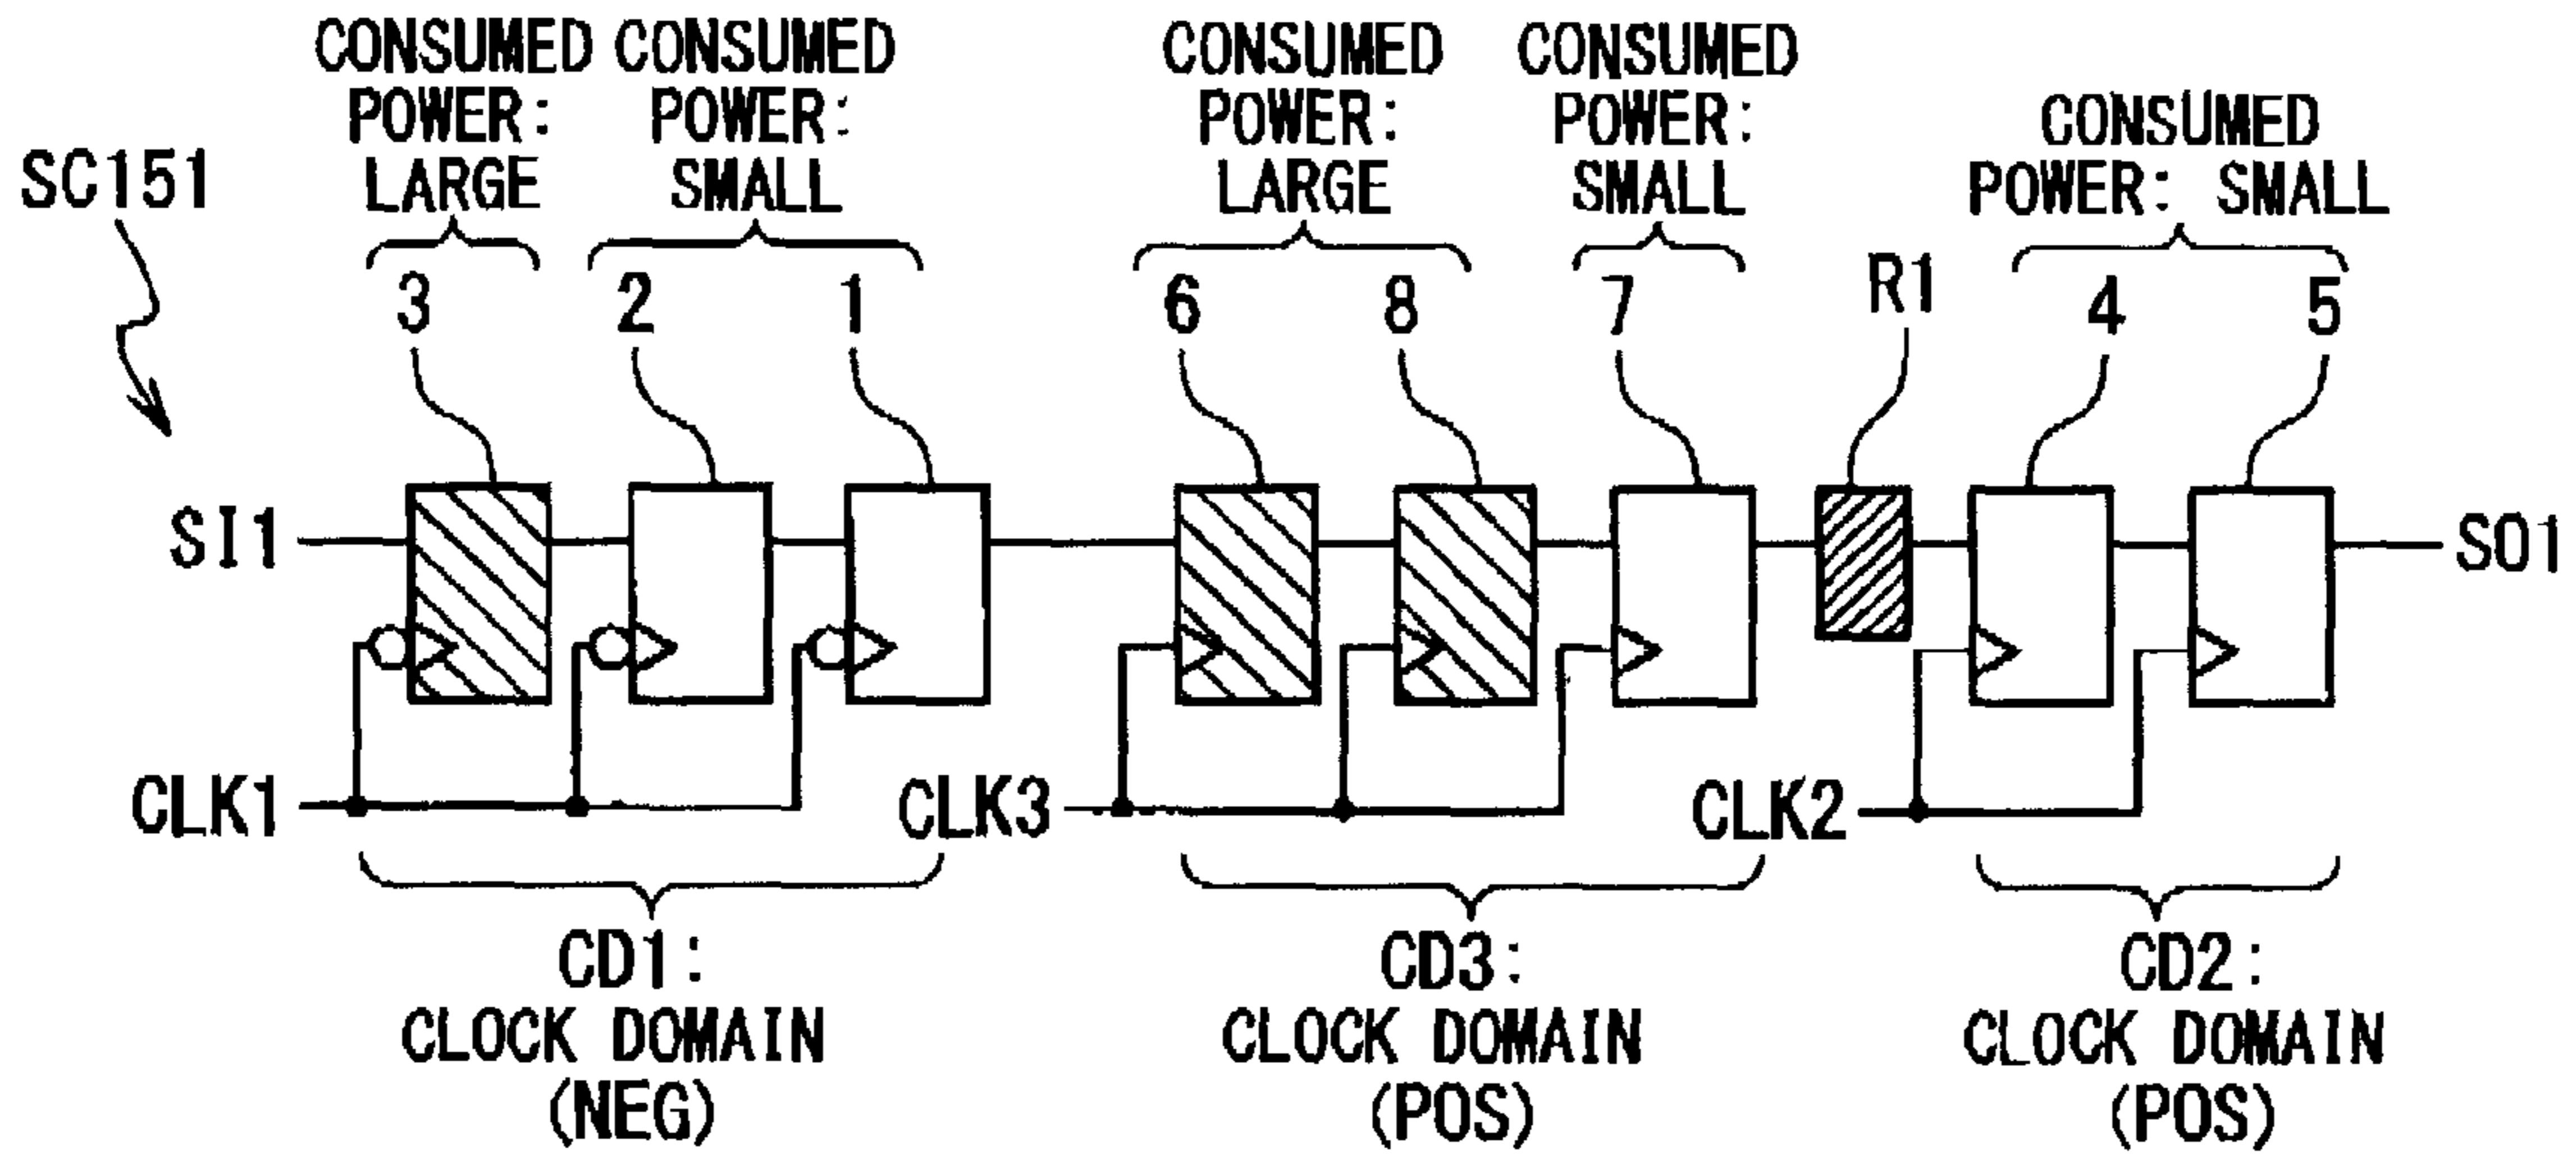 CONSUMED POWER: LARGE
CONSUMED POWER: SMALL
CONSUMED POWER: LARGE
CONSUMED POWER: SMALL
CONSUMED
POWER: SMALL
SC151
3
2
1
6
8
7
R1
4
5
SI1
SO1
CLK1
CLK3
CLK2
CD1:
CLOCK DOMAIN
(NEG)
CD3:
CLOCK DOMAIN
(POS)
CD2:
CLOCK DOMAIN
(POS)